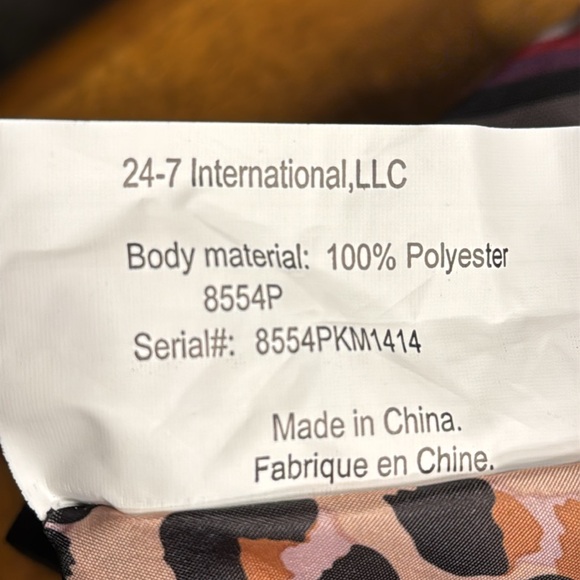 24-7 International,LLC
Body material: 100% Polyester
8554P
Serial#: 8554PKM1414
Made in China.
Fabrique en Chine.